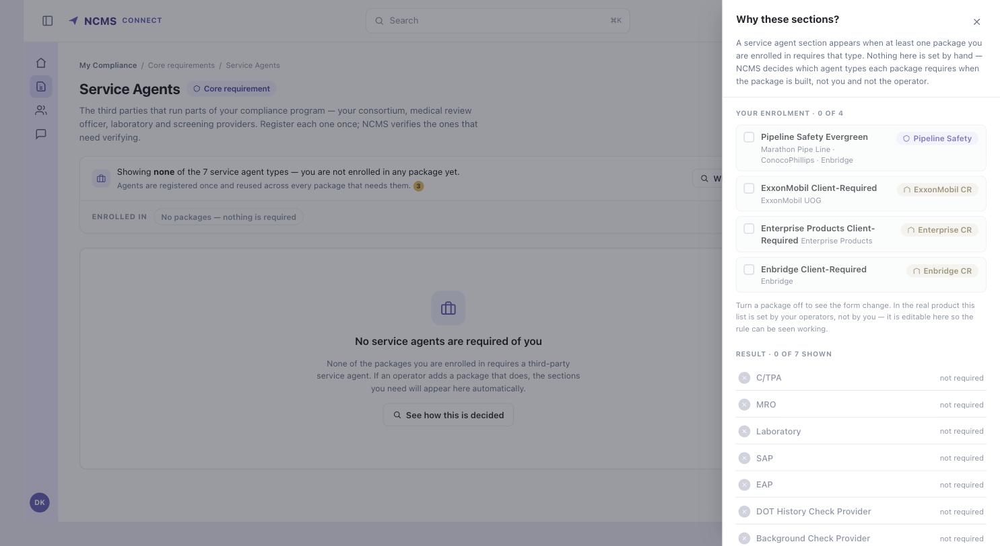 NCMS CONNECT
Search
⌘K
My Compliance / Core requirements / Service Agents
Service Agents
Core requirement
The third parties that run parts of your compliance program — your consortium, medical review
officer, laboratory and screening providers. Register each one once; NCMS verifies the ones that
need verifying.
Showing none of the 7 service agent types — you are not enrolled in any package yet.
Agents are registered once and reused across every package that needs them. 3
ENROLLED IN
No packages — nothing is required
No service agents are required of you
None of the packages you are enrolled in requires a third-party
service agent. If an operator adds a package that does, the sections
you need will appear here automatically.
See how this is decided
DK
Why these sections?
A service agent section appears when at least one package you
are enrolled in requires that type. Nothing here is set by hand —
NCMS decides which agent types each package requires when
the package is built, not you and not the operator.
YOUR ENROLMENT · 0 OF 4
Pipeline Safety Evergreen
Pipeline Safety
Marathon Pipe Line ·
ConocoPhillips · Enbridge
ExxonMobil Client-Required
ExxonMobil CR
ExxonMobil UOG
Enterprise Products Client-
Enterprise CR
Required Enterprise Products
Enbridge Client-Required
Enbridge CR
Enbridge
Turn a package off to see the form change. In the real product this
list is set by your operators, not by you — it is editable here so the
rule can be seen working.
RESULT · 0 OF 7 SHOWN
C/TPA not required
MRO not required
Laboratory not required
SAP not required
EAP not required
DOT History Check Provider not required
Background Check Provider not required